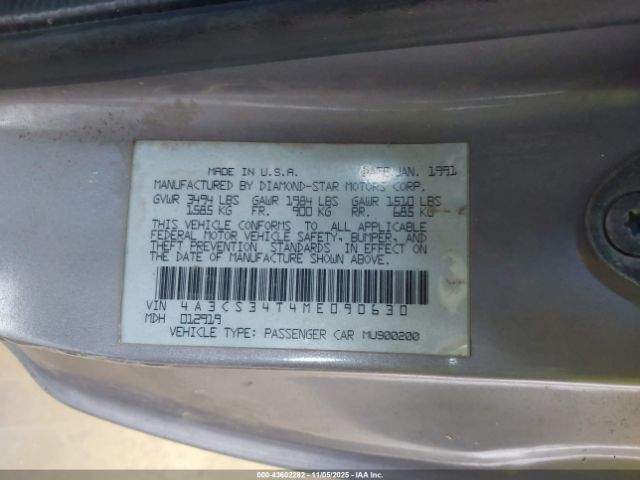 MADE IN U.S.A. DATE JAN. 1991
MANUFACTURED BY DIAMOND-STAR MOTORS CORP.
GVWR 3494 LBS GAWR 1984 LBS GAWR 1510 LBS
1585 KG FR. 900 KG RR. 685 KG
THIS VEHICLE CONFORMS TO ALL APPLICABLE
FEDERAL MOTOR VEHICLE SAFETY, BUMPER, AND
THEFT PREVENTION STANDARDS IN EFFECT ON
THE DATE OF MANUFACTURE SHOWN ABOVE.
VIN 4A3CS34T4ME090630
MDH 012919
VEHICLE TYPE: PASSENGER CAR MU900200
000-43602282 - 11/05/2025 - IAAC, Inc.